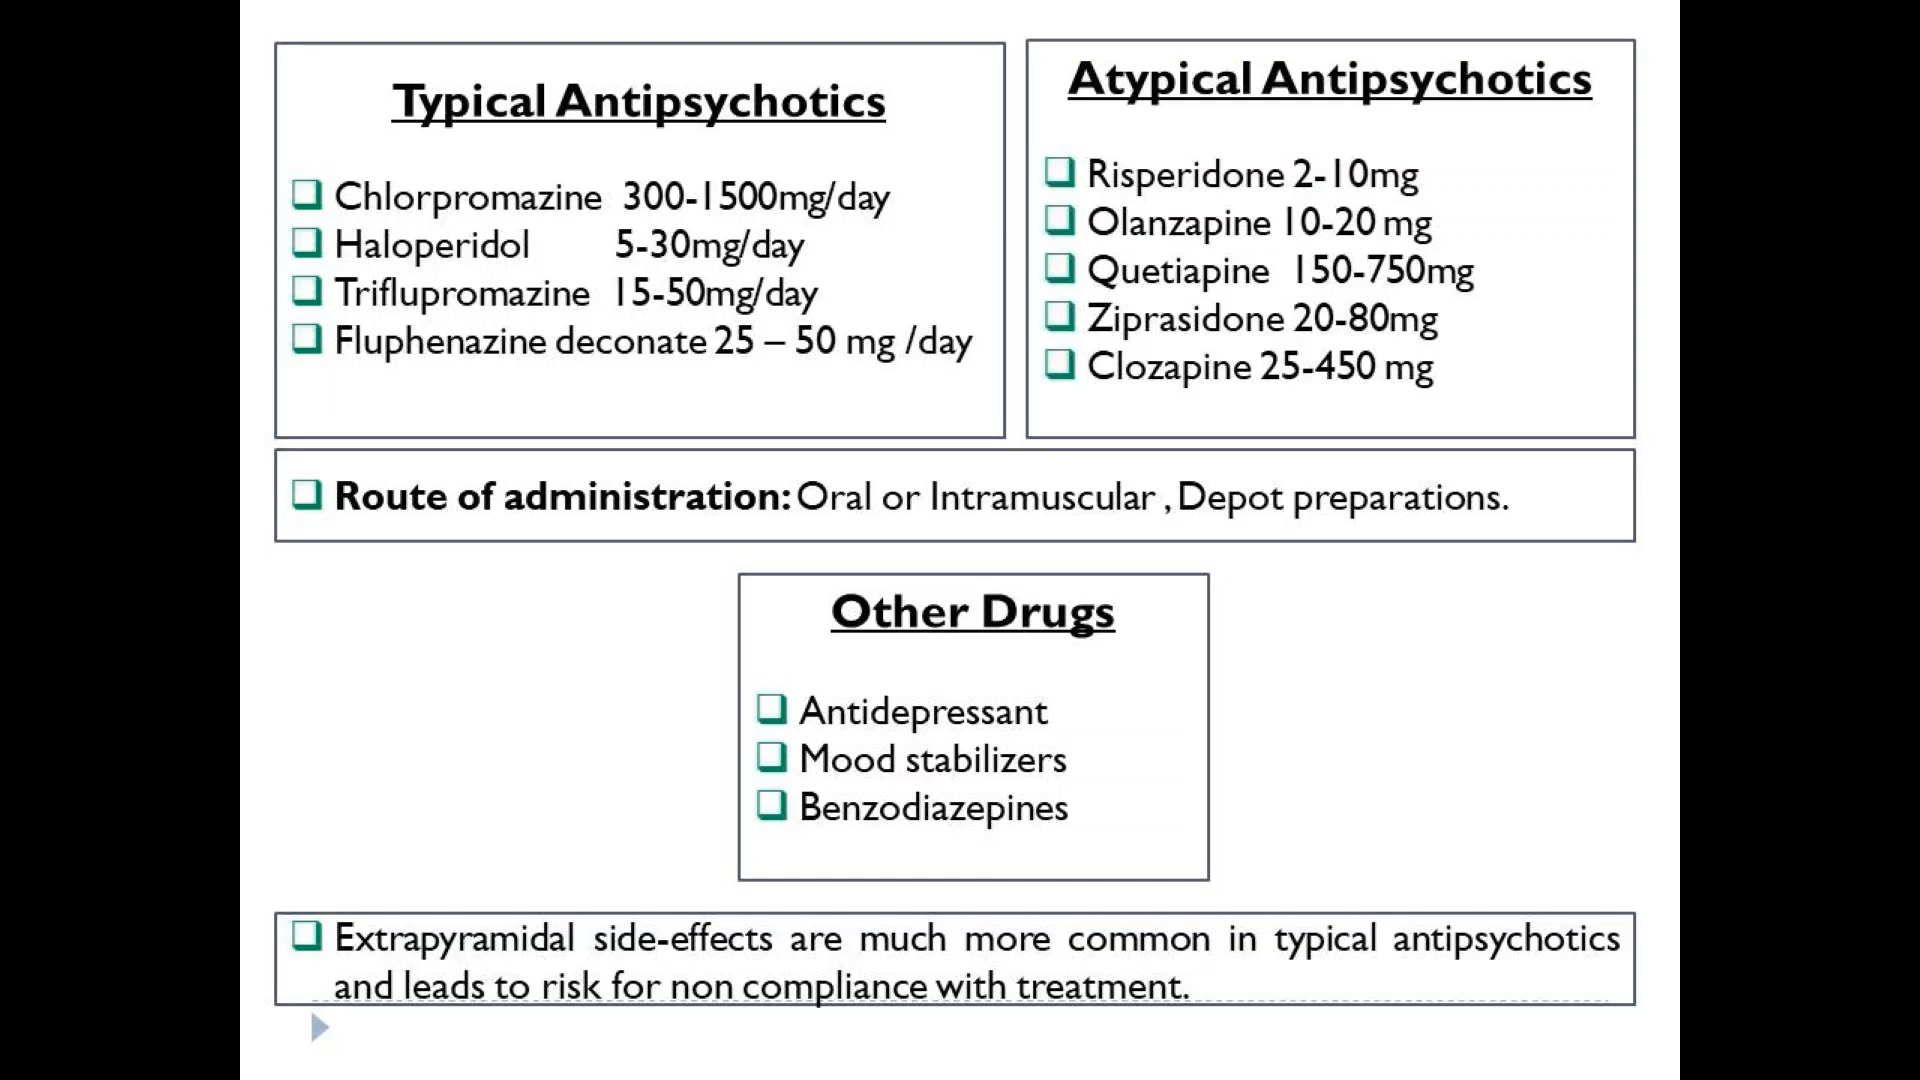 Typical Antipsychotics
Chlorpromazine 300-1500mg/day
Haloperidol 5-30mg/day
Triflupromazine 15-50mg/day
Fluphenazine deconate 25 – 50 mg /day
Atypical Antipsychotics
Risperidone 2-10mg
Olanzapine 10-20 mg
Quetiapine 150-750mg
Ziprasidone 20-80mg
Clozapine 25-450 mg
Route of administration: Oral or Intramuscular , Depot preparations.
Other Drugs
Antidepressant
Mood stabilizers
Benzodiazepines
Extrapyramidal side-effects are much more common in typical antipsychotics
and leads to risk for non compliance with treatment.